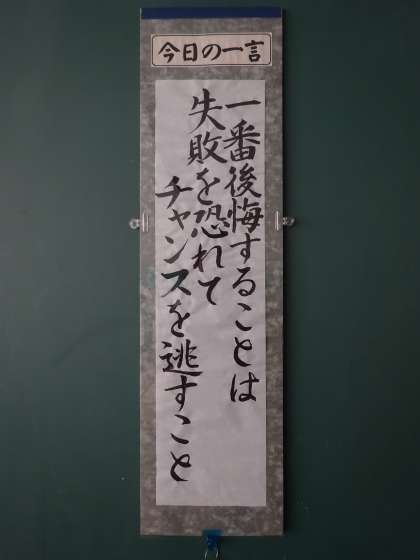 今日の一言
一番後悔することは
失敗を恐れて
チャンスを逃すこと